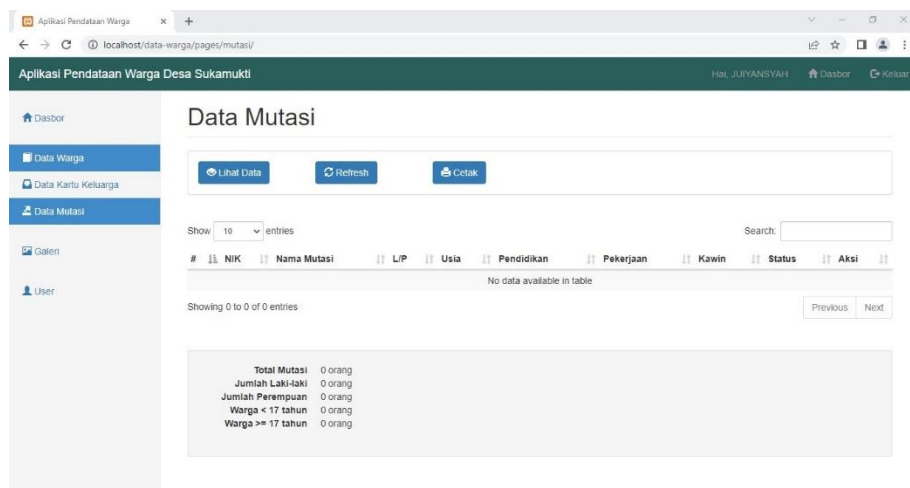 Aplikasi Pendataan Warga
localhost/data-warga/pages/mutasi/
Aplikasi Pendataan Warga Desa Sukamukti
Hai, JUIYANSYAH
Dasbor
Keluar
Dasbor
Data Warga
Data Kartu Keluarga
Data Mutasi
Galeri
User
Data Mutasi
Lihat Data
Refresh
Cetak
Show 10 entries
Search:
# NIK Nama Mutasi L/P Usia Pendidikan Pekerjaan Kawin Status Aksi
No data available in table
Showing 0 to 0 of 0 entries
Previous Next
Total Mutasi 0 orang
Jumlah Laki-laki 0 orang
Jumlah Perempuan 0 orang
Warga < 17 tahun 0 orang
Warga >= 17 tahun 0 orang